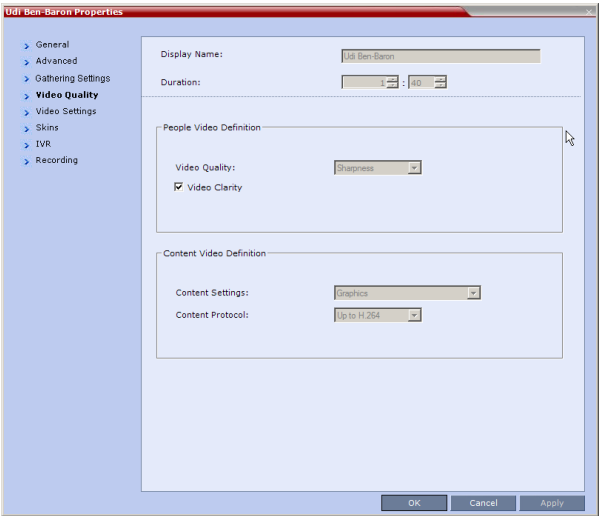 Udi Ben-Baron Properties
General
Advanced
Gathering Settings
Video Quality
Video Settings
Skins
IVR
Recording
Display Name: Udi Ben-Baron
Duration: 1 : 40
People Video Definition
Video Quality: Sharpness
Video Clarity
Content Video Definition
Content Settings: Graphics
Content Protocol: Up to H.264
OK Cancel Apply